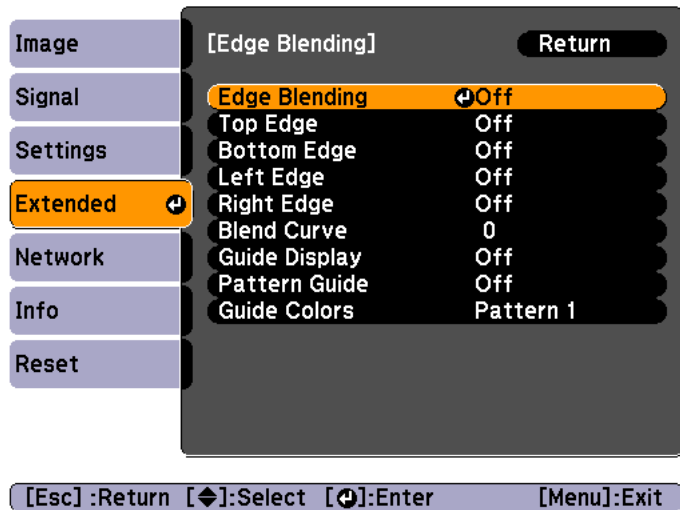 Image
Signal
Settings
Extended
Network
Info
Reset
[Edge Blending] Return
Edge Blending Off
Top Edge Off
Bottom Edge Off
Left Edge Off
Right Edge Off
Blend Curve 0
Guide Display Off
Pattern Guide Off
Guide Colors Pattern 1
[Esc] :Return [◆]:Select [⏎]:Enter [Menu]:Exit